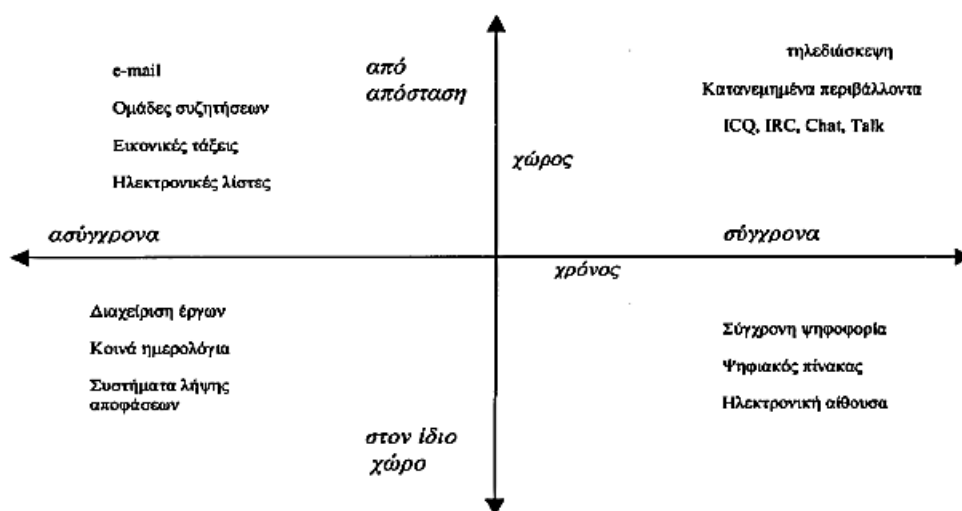 e-mail
Ομάδες συζητήσεων
Εικονικές τάξεις
Ηλεκτρονικές λίστες
από
απόσταση
τηλεδιάσκεψη
Κατανεμημένα περιβάλλοντα
ICQ, IRC, Chat, Talk
χώρος
ασύγχρονα
σύγχρονα
χρόνος
Διαχείριση έργων
Κοινά ημερολόγια
Συστήματα λήψης
αποφάσεων
στον ίδιο
χώρο
Σύγχρονη ψηφοφορία
Ψηφιακός πίνακας
Ηλεκτρονική αίθουσα